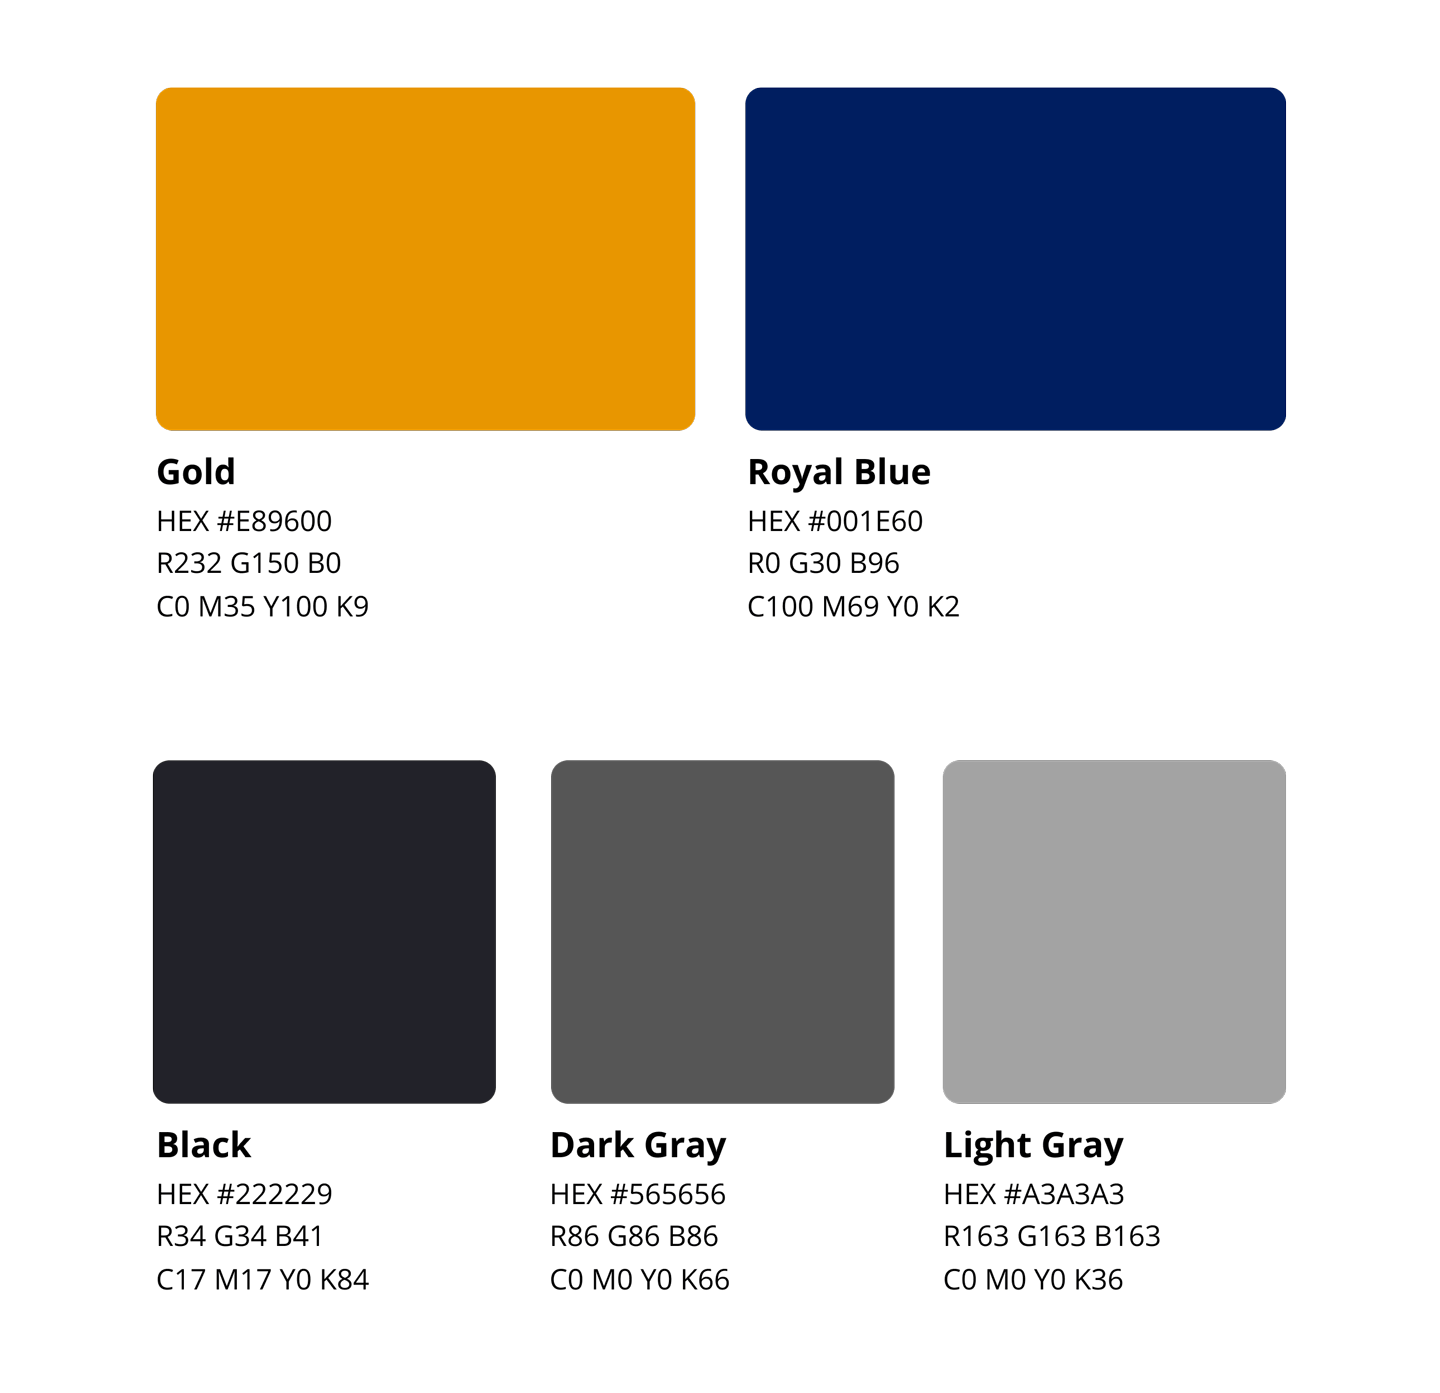 Gold
HEX #E89600
R232 G150 B0
C0 M35 Y100 K9
Royal Blue
HEX #001E60
R0 G30 B96
C100 M69 Y0 K2
Black
HEX #222229
R34 G34 B41
C17 M17 Y0 K84
Dark Gray
HEX #565656
R86 G86 B86
C0 M0 Y0 K66
Light Gray
HEX #A3A3A3
R163 G163 B163
C0 M0 Y0 K36